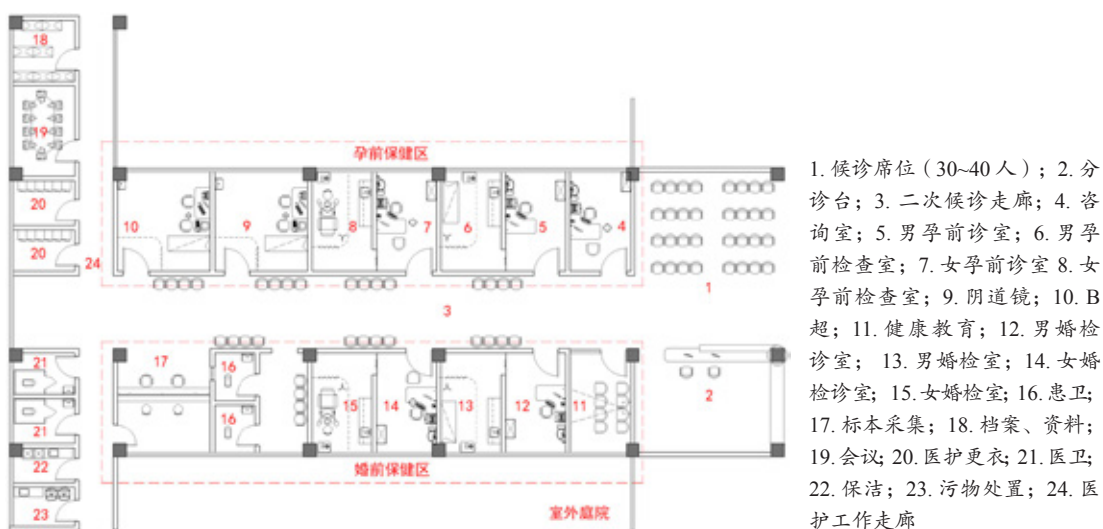 18
19
孕前保健区
20
10
9
8
7
6
5
4
20
24
1
3
21
17
16
2
21
16
15
14
13
12
11
22
婚前保健区
23
室外庭院
1. 候诊席位（30~40 人）；2. 分
诊台；3. 二次候诊走廊；4. 咨
询室；5. 男孕前诊室；6. 男孕
前检查室；7. 女孕前诊室 8. 女
孕前检查室；9. 阴道镜；10. B
超；11. 健康教育；12. 男婚检
诊室； 13. 男婚检室；14. 女婚
检诊室；15. 女婚检室；16. 患卫；
17. 标本采集；18. 档案、资料；
19. 会议；20. 医护更衣；21. 医卫；
22. 保洁；23. 污物处置；24. 医
护工作走廊